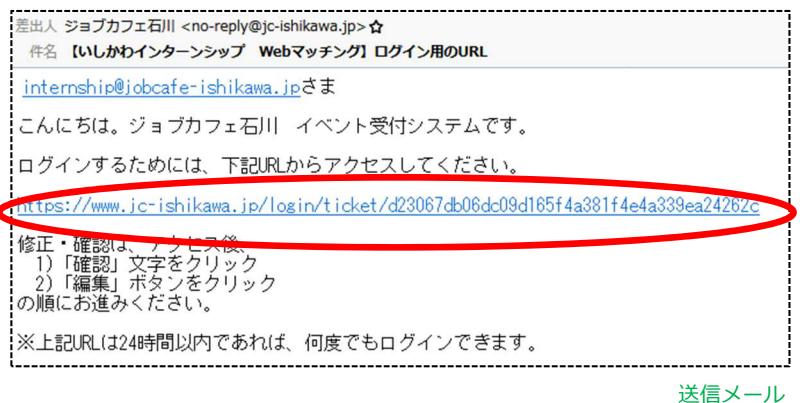 差出人 ジョブカフェ石川 <no-reply@jc-ishikawa.jp>☆
件名 【いしかわインターンシップ　Webマッチング】ログイン用のURL
internship@jobcafe-ishikawa.jpさま
こんにちは。ジョブカフェ石川　イベント受付システムです。
ログインするためには、下記URLからアクセスしてください。
https://www.jc-ishikawa.jp/login/ticket/d23067db06dc09d165f4a381f4e4a339ea24262c
修正・確認は、アクセス後、
1)「確認」文字をクリック
2)「編集」ボタンをクリック
の順にお進みください。
※上記URLは24時間以内であれば、何度でもログインできます。
送信メール